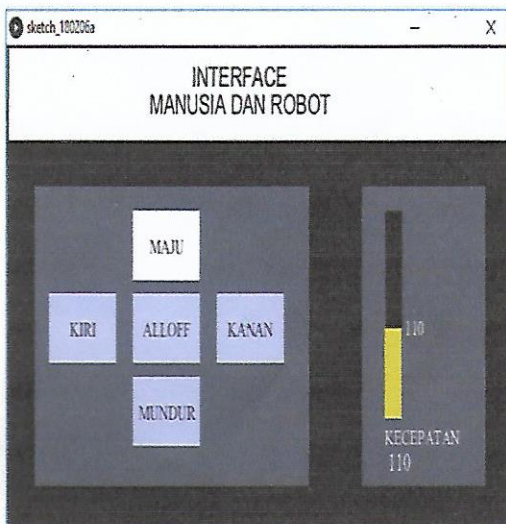 sketch_180206a
INTERFACE
MANUSIA DAN ROBOT
MAJU
KIRI ALLOFF KANAN
MUNDUR
110
KECEPATAN
110